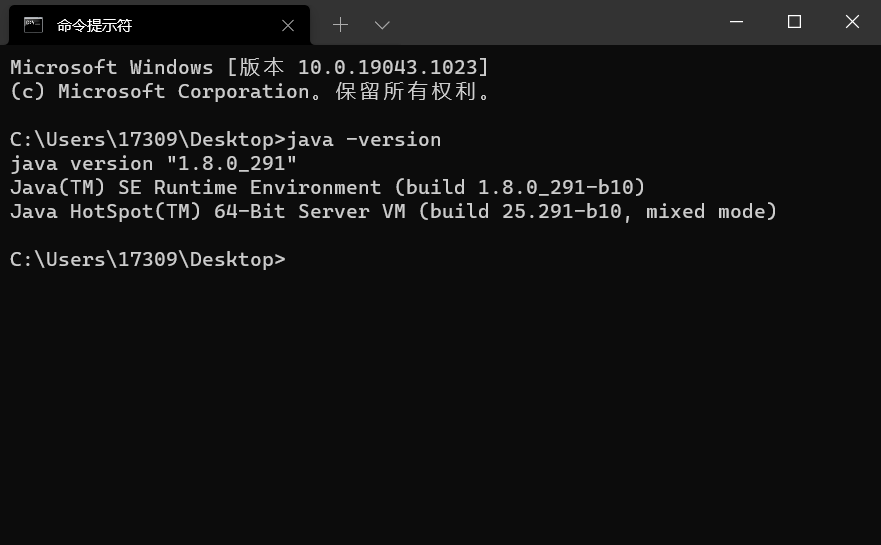 命令提示符
Microsoft Windows [版本 10.0.19043.1023]
(c) Microsoft Corporation。保留所有权利。
C:\Users\17309\Desktop>java -version
java version "1.8.0_291"
Java(TM) SE Runtime Environment (build 1.8.0_291-b10)
Java HotSpot(TM) 64-Bit Server VM (build 25.291-b10, mixed mode)
C:\Users\17309\Desktop>